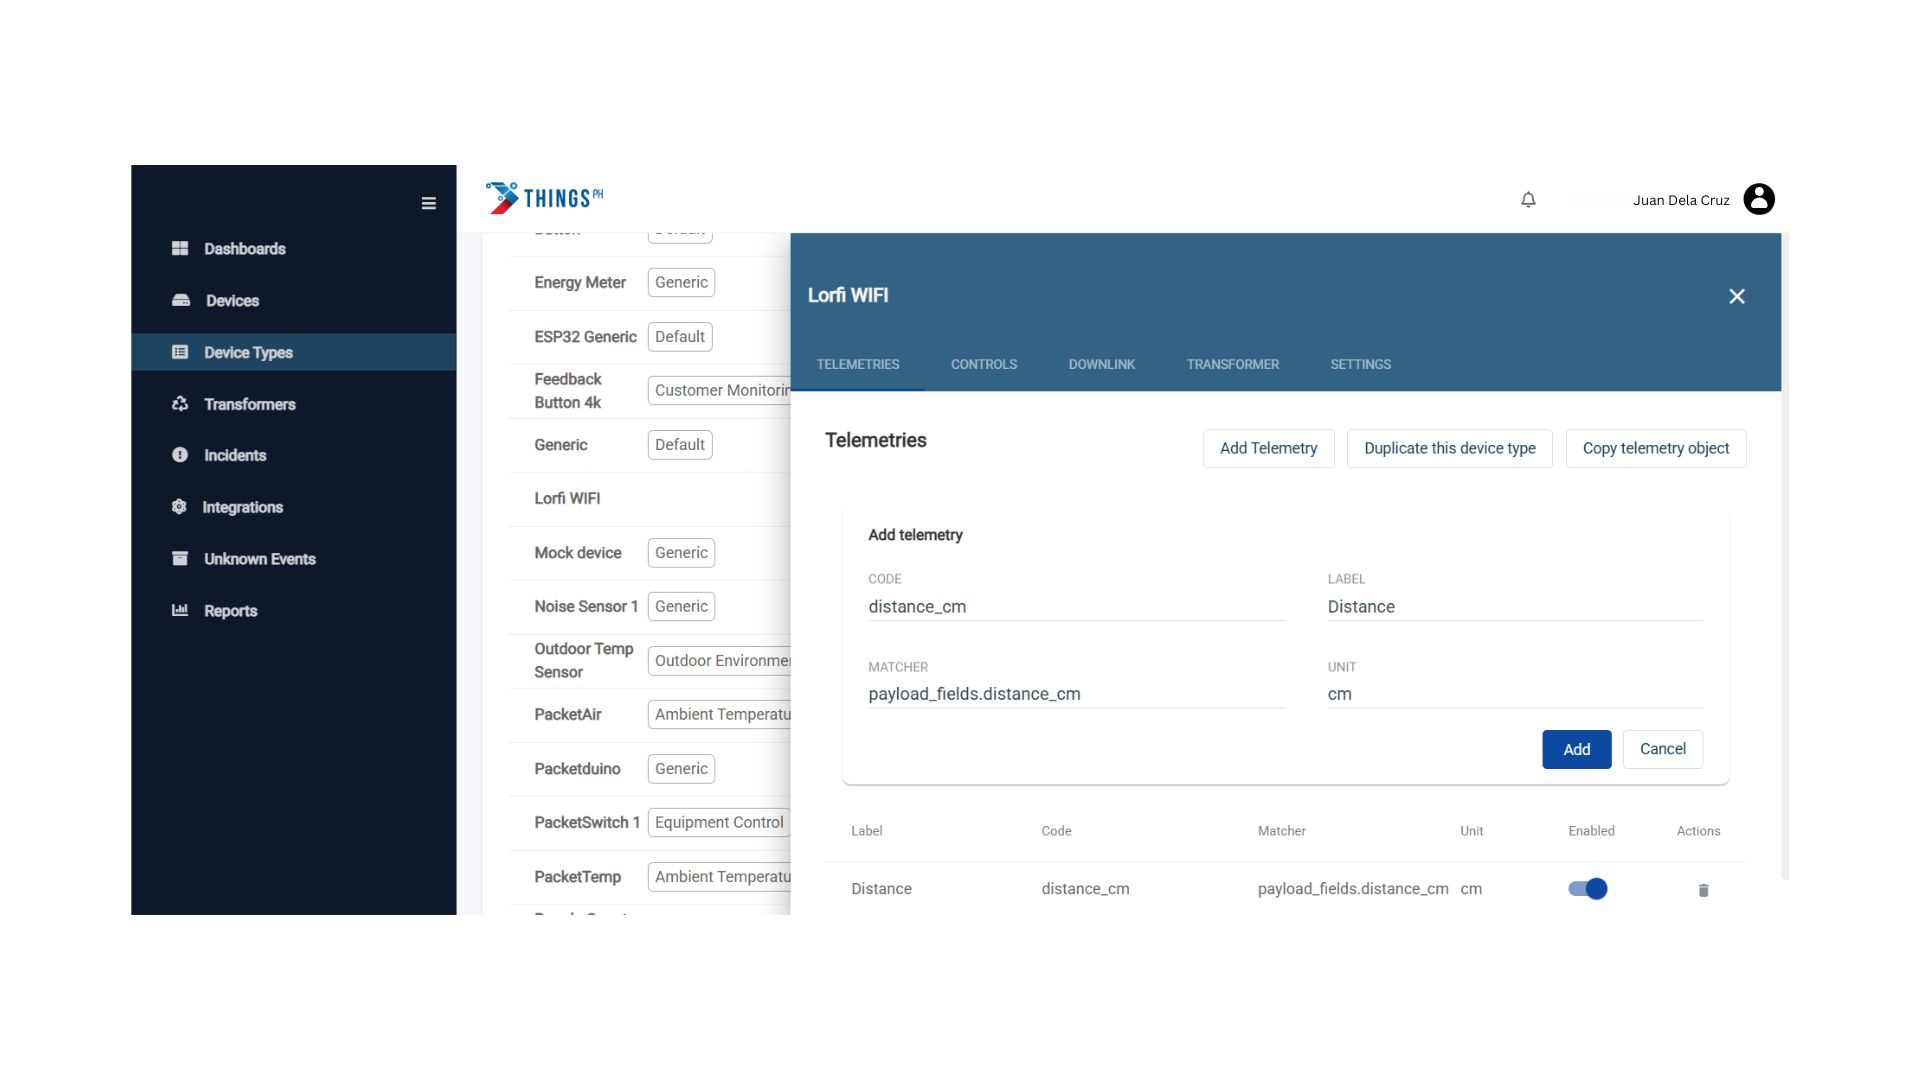 THINGS PH
Juan Dela Cruz
Dashboards
Devices
Device Types
Transformers
Incidents
Integrations
Unknown Events
Reports
Energy Meter Generic
ESP32 Generic Default
Feedback
Button 4k
Customer Monitorin
Generic Default
Lorfi WIFI
Mock device Generic
Noise Sensor 1 Generic
Outdoor Temp
Sensor
Outdoor Environme
PacketAir Ambient Temperatu
Packetduino Generic
PacketSwitch 1 Equipment Control
PacketTemp Ambient Temperatu
Lorfi WIFI
TELEMETRIES CONTROLS DOWNLINK TRANSFORMER SETTINGS
Telemetries
Add Telemetry Duplicate this device type Copy telemetry object
Add telemetry
CODE LABEL
distance_cm Distance
MATCHER UNIT
payload_fields.distance_cm cm
Add Cancel
Label Code Matcher Unit Enabled Actions
Distance distance_cm payload_fields.distance_cm cm